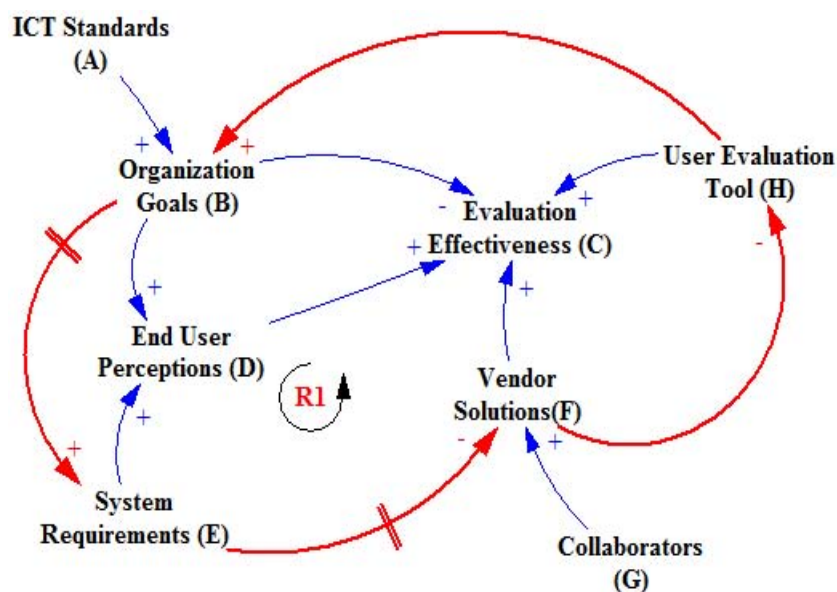 ICT Standards
(A)
+
+
Organization
Goals (B)
User Evaluation
Tool (H)
-
+
Evaluation
Effectiveness (C)
+
-
+
+
End User
Perceptions (D)
R1
Vendor
Solutions(F)
+
-
+
+
System
Requirements (E)
Collaborators
(G)